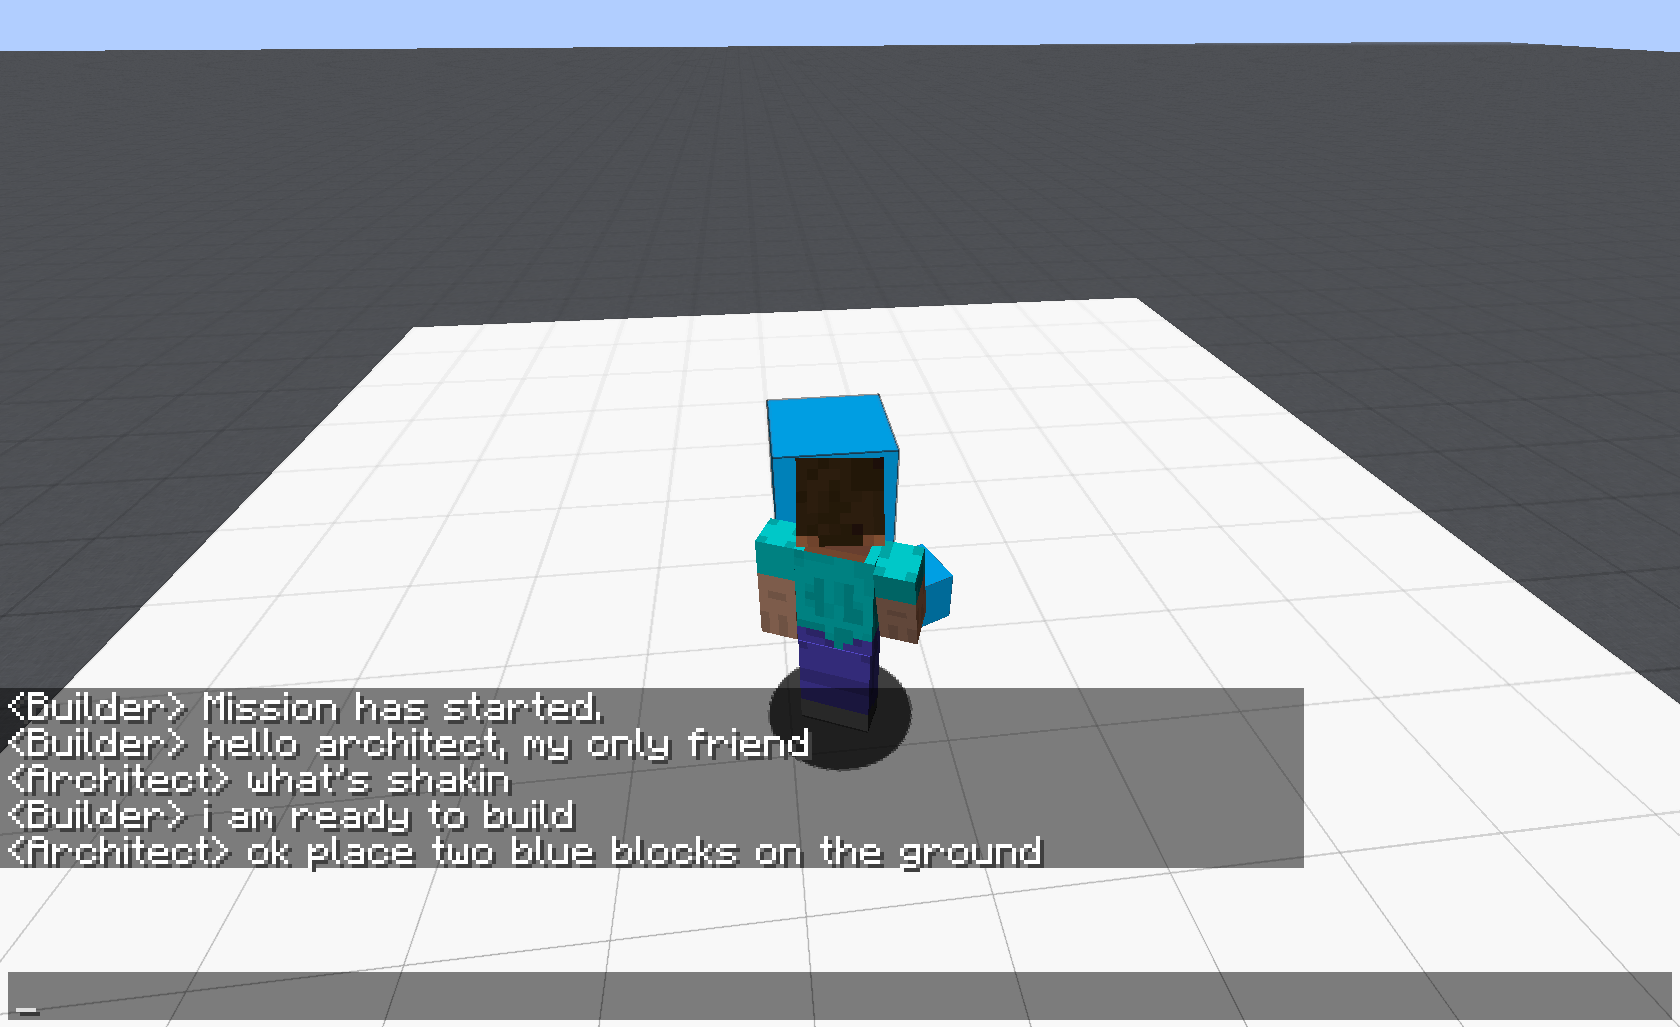 <Builder> Mission has started.
<Builder> hello architect, my only friend
<Architect> what's shakin
<Builder> i am ready to build
<Architect> ok place two blue blocks on the ground